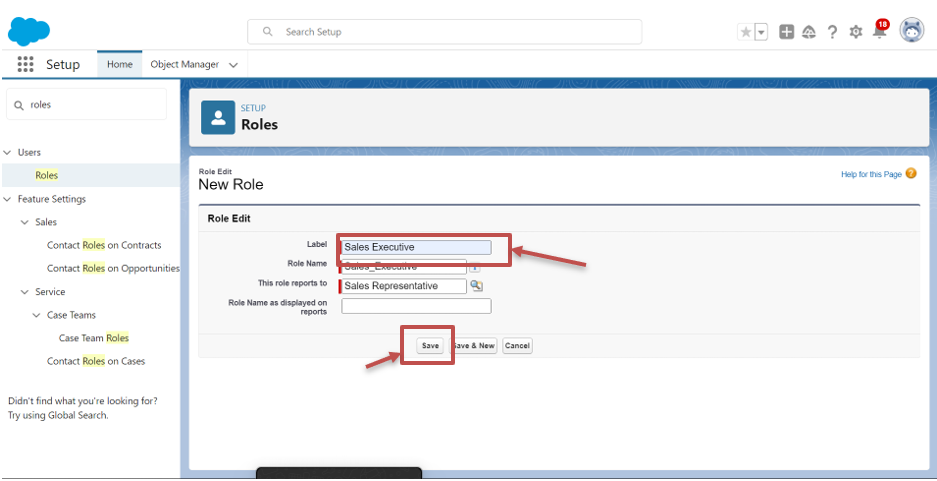 Search Setup
18
Setup
Home
Object Manager
roles
Users
Roles
Feature Settings
Sales
Contact Roles on Contracts
Contact Roles on Opportunities
Service
Case Teams
Case Team Roles
Contact Roles on Cases
Didn't find what you're looking for?
Try using Global Search.
SETUP
Roles
Role Edit
New Role
Help for this Page
Role Edit
Label Sales Executive
Role Name Sales_Executive
This role reports to Sales Representative
Role Name as displayed on
reports
Save Save & New Cancel